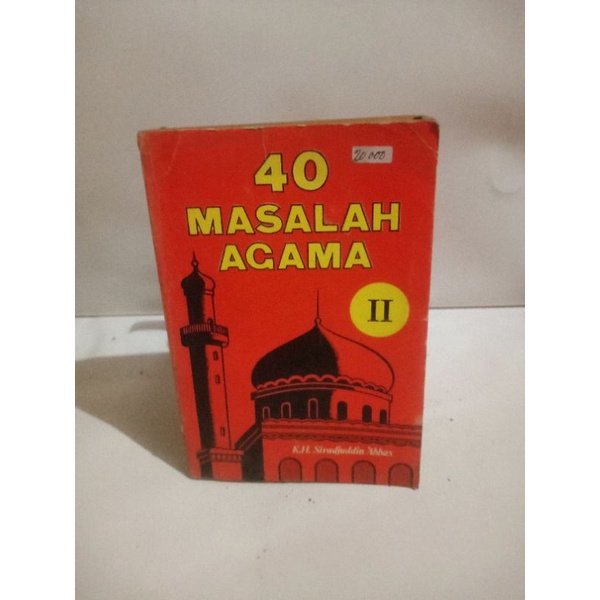 20.000
40
MASALAH
AGAMA
II
K.H. Siradjuddin 'Abbas